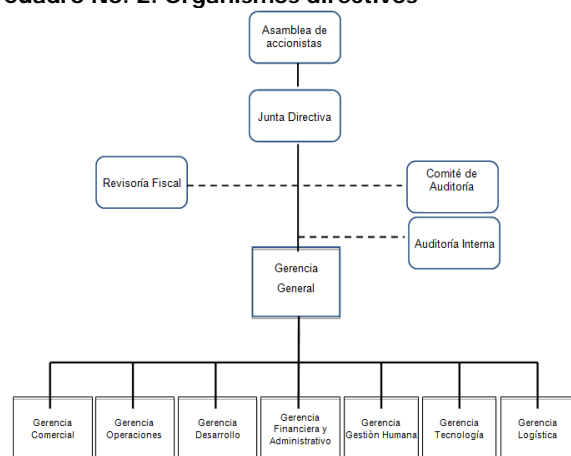 Cuadro No. 2. Organismos directivos
Asamblea de
accionistas
Junta Directiva
Revisoría Fiscal
Comité de
Auditoría
Auditoría Interna
Gerencia
General
Gerencia
Comercial
Gerencia
Operaciones
Gerencia
Desarrollo
Gerencia
Financiera y
Administrativo
Gerencia
Gestión Humana
Gerencia
Tecnología
Gerencia
Logística